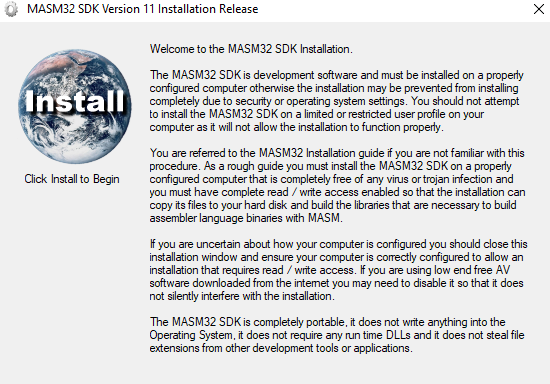 MASM32 SDK Version 11 Installation Release
Install
Click Install to Begin
Welcome to the MASM32 SDK Installation.
The MASM32 SDK is development software and must be installed on a properly
configured computer otherwise the installation may be prevented from installing
completely due to security or operating system settings. You should not attempt
to install the MASM32 SDK on a limited or restricted user profile on your
computer as it will not allow the installation to function properly.
You are referred to the MASM32 Installation guide if you are not familiar with this
procedure. As a rough guide you must install the MASM32 SDK on a properly
configured computer that is completely free of any virus or trojan infection and
you must have complete read / write access enabled so that the installation can
copy its files to your hard disk and build the libraries that are necessary to build
assembler language binaries with MASM.
If you are uncertain about how your computer is configured you should close this
installation window and ensure your computer is correctly configured to allow an
installation that requires read / write access. If you are using low end free AV
software downloaded from the internet you may need to disable it so that it does
not silently interfere with the installation.
The MASM32 SDK is completely portable, it does not write anything into the
Operating System, it does not require any run time DLLs and it does not steal file
extensions from other development tools or applications.